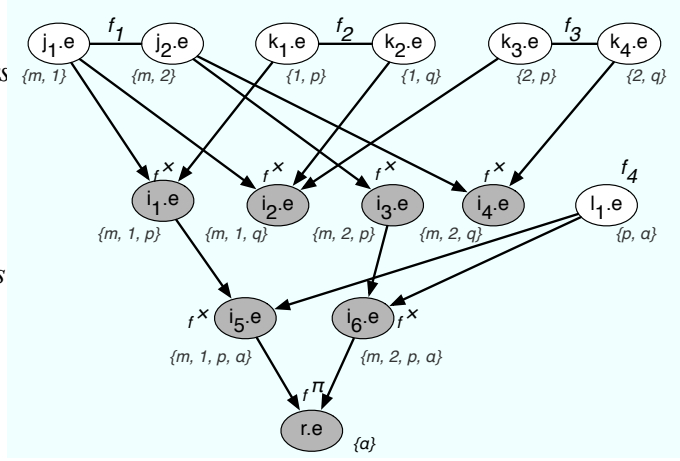 f1 f2 f3
j1.e j2.e k1.e k2.e k3.e k4.e
s {m, 1} {m, 2} {1, p} {1, q} {2, p} {2, q}
f× f× f× f× f4
i1.e i2.e i3.e i4.e l1.e
{m, 1, p} {m, 1, q} {m, 2, p} {m, 2, q} {p, a}
s
f× i5.e i6.e f×
{m, 1, p, a} {m, 2, p, a}
fπ
r.e {a}